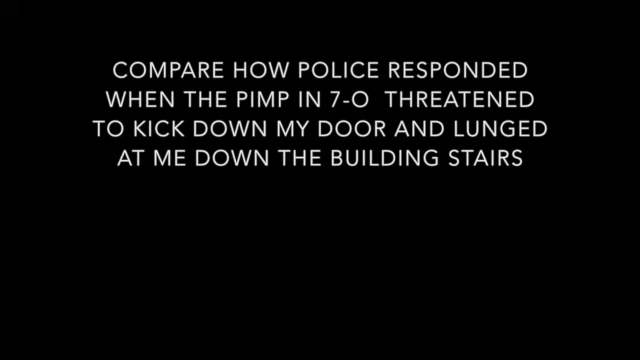 COMPARE HOW POLICE RESPONDED
WHEN THE PIMP IN 7-O THREATENED
TO KICK DOWN MY DOOR AND LUNGED
AT ME DOWN THE BUILDING STAIRS